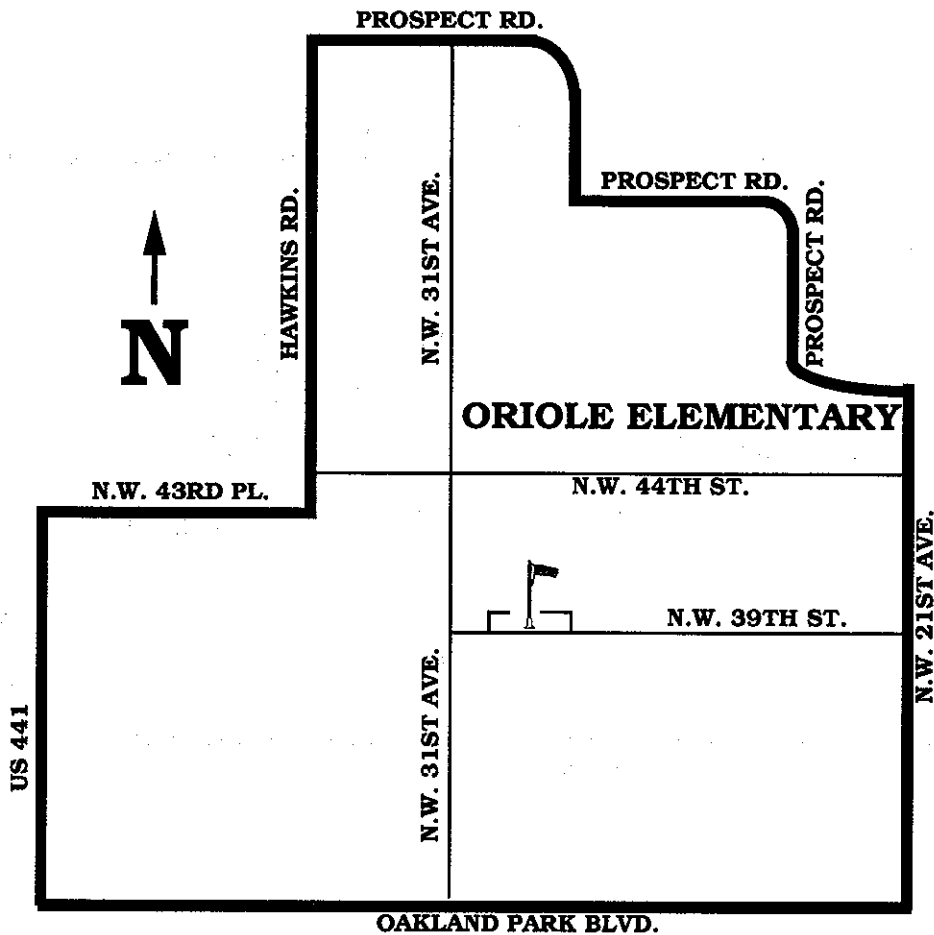 PROSPECT RD.
PROSPECT RD.
PROSPECT RD.
HAWKINS RD.
N.W. 31ST AVE.
N
ORIOLE ELEMENTARY
N.W. 43RD PL.
N.W. 44TH ST.
N.W. 21ST AVE.
N.W. 39TH ST.
N.W. 31ST AVE.
US 441
OAKLAND PARK BLVD.